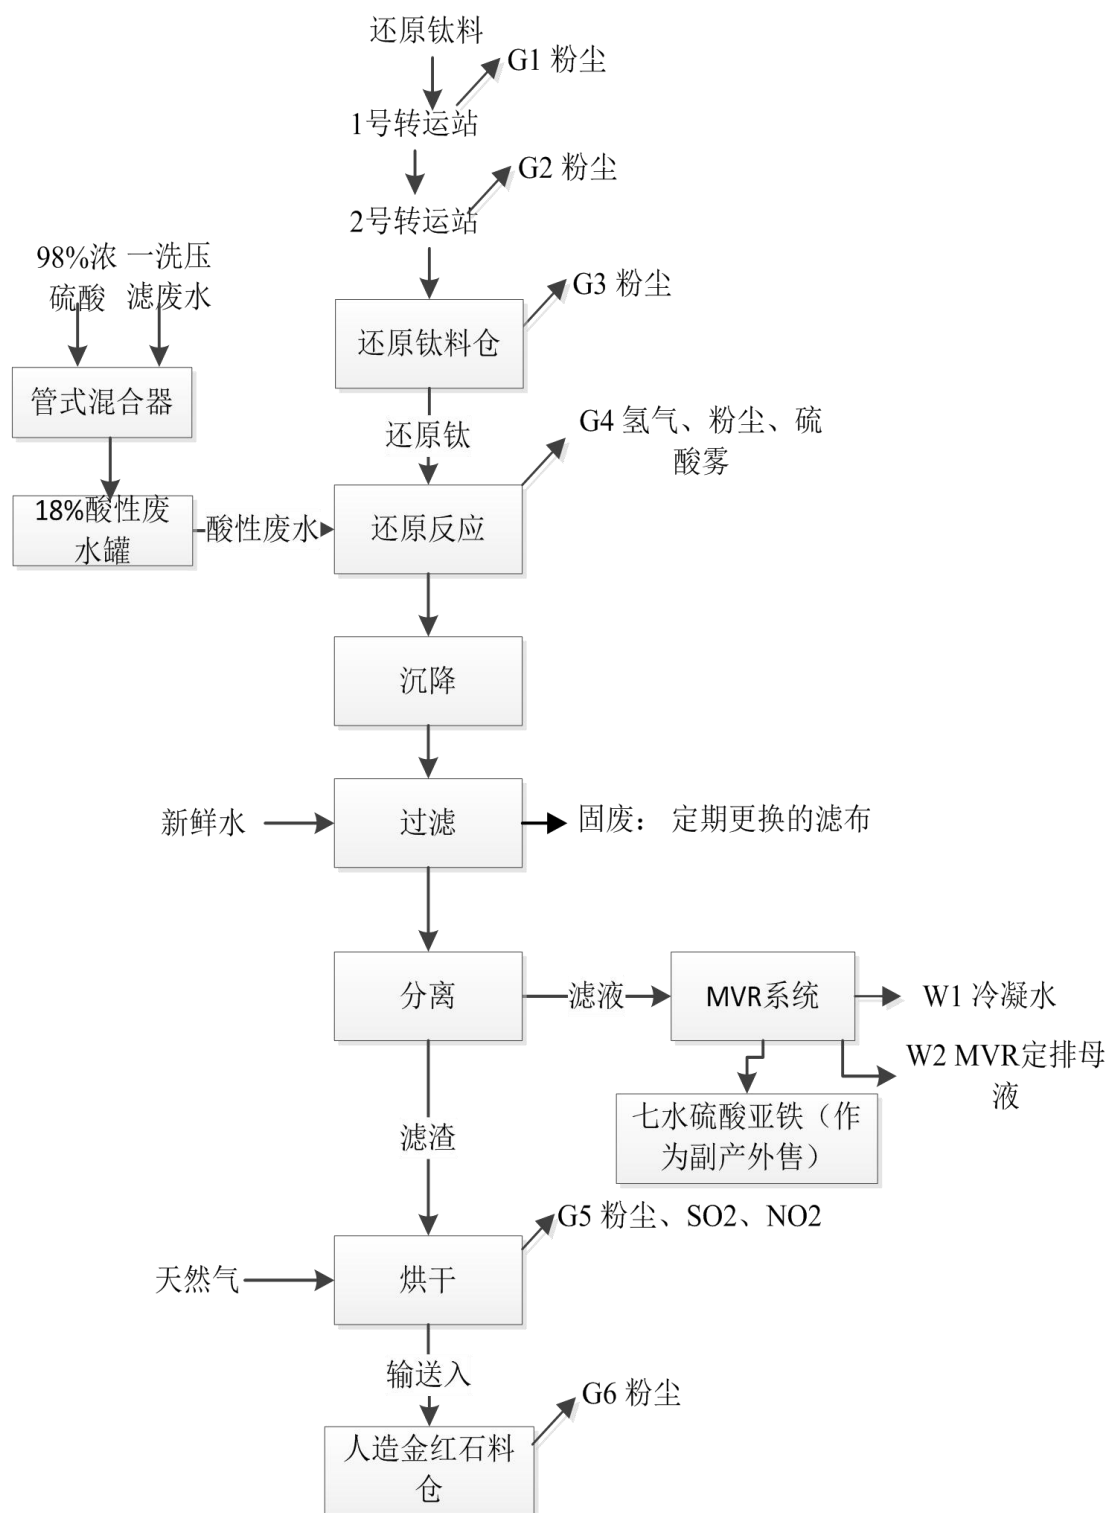 还原钛料
G1 粉尘
1号转运站
G2 粉尘
2号转运站
98%浓
硫酸
一洗压
滤废水
G3 粉尘
还原钛料仓
管式混合器
还原钛
G4 氢气、粉尘、硫
酸雾
18%酸性废
水罐
酸性废水
还原反应
沉降
新鲜水
过滤
固废： 定期更换的滤布
分离
滤液
MVR系统
W1 冷凝水
W2 MVR定排母
液
七水硫酸亚铁（作
为副产外售）
滤渣
G5 粉尘、SO2、NO2
天然气
烘干
输送入
G6 粉尘
人造金红石料
仓